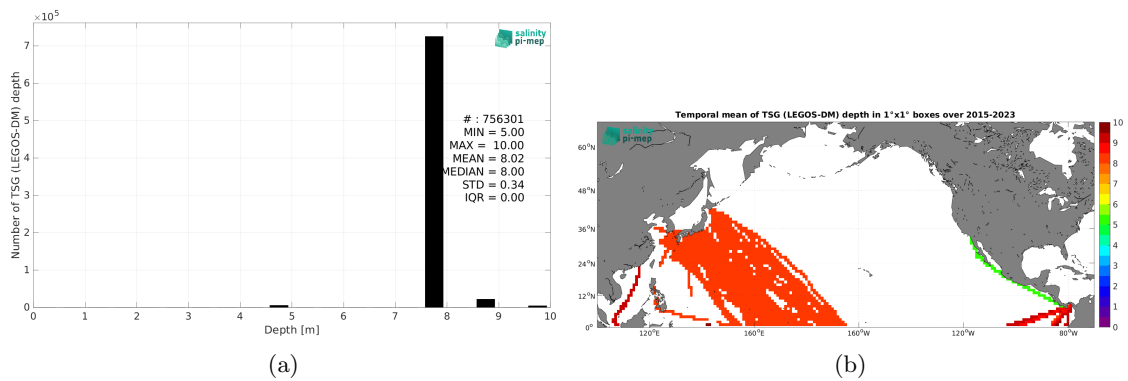 ×10⁵
7
6
5
4
3
2
1
0
Number of TSG (LEGOS-DM) depth
salinity
pi-mep
# : 756301
MIN = 5.00
MAX = 10.00
MEAN = 8.02
MEDIAN = 8.00
STD = 0.34
IQR = 0.00
0 1 2 3 4 5 6 7 8 9 10
Depth [m]
(a)
Temporal mean of TSG (LEGOS-DM) depth in 1°x1° boxes over 2015-2023
salinity
pi-mep
60°N
48°N
36°N
24°N
12°N
0°
120°E 160°E 160°W 120°W 80°W
10
9
8
7
6
5
4
3
2
1
0
(b)